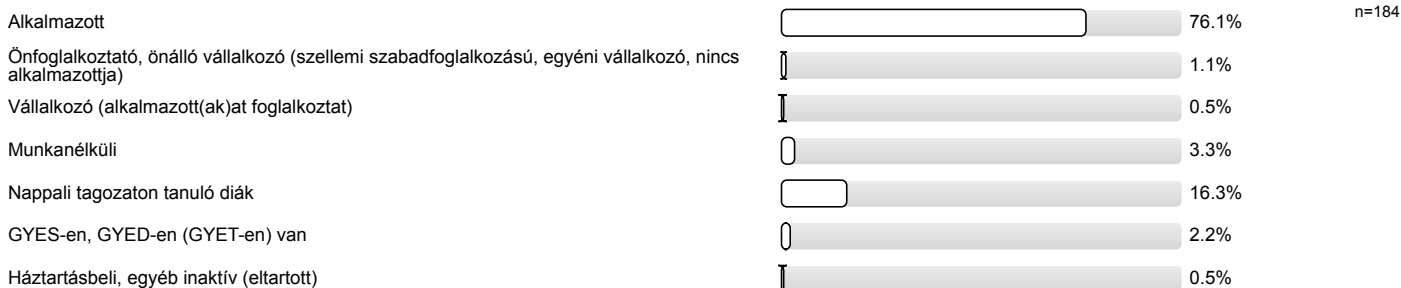 Alkalmazott 76.1% n=184
Önfoglalkoztató, önálló vállalkozó (szellemi szabadfoglalkozású, egyéni vállalkozó, nincs
alkalmazottja) 1.1%
Vállalkozó (alkalmazott(ak)at foglalkoztat) 0.5%
Munkanélküli 3.3%
Nappali tagozaton tanuló diák 16.3%
GYES-en, GYED-en (GYET-en) van 2.2%
Háztartásbeli, egyéb inaktív (eltartott) 0.5%